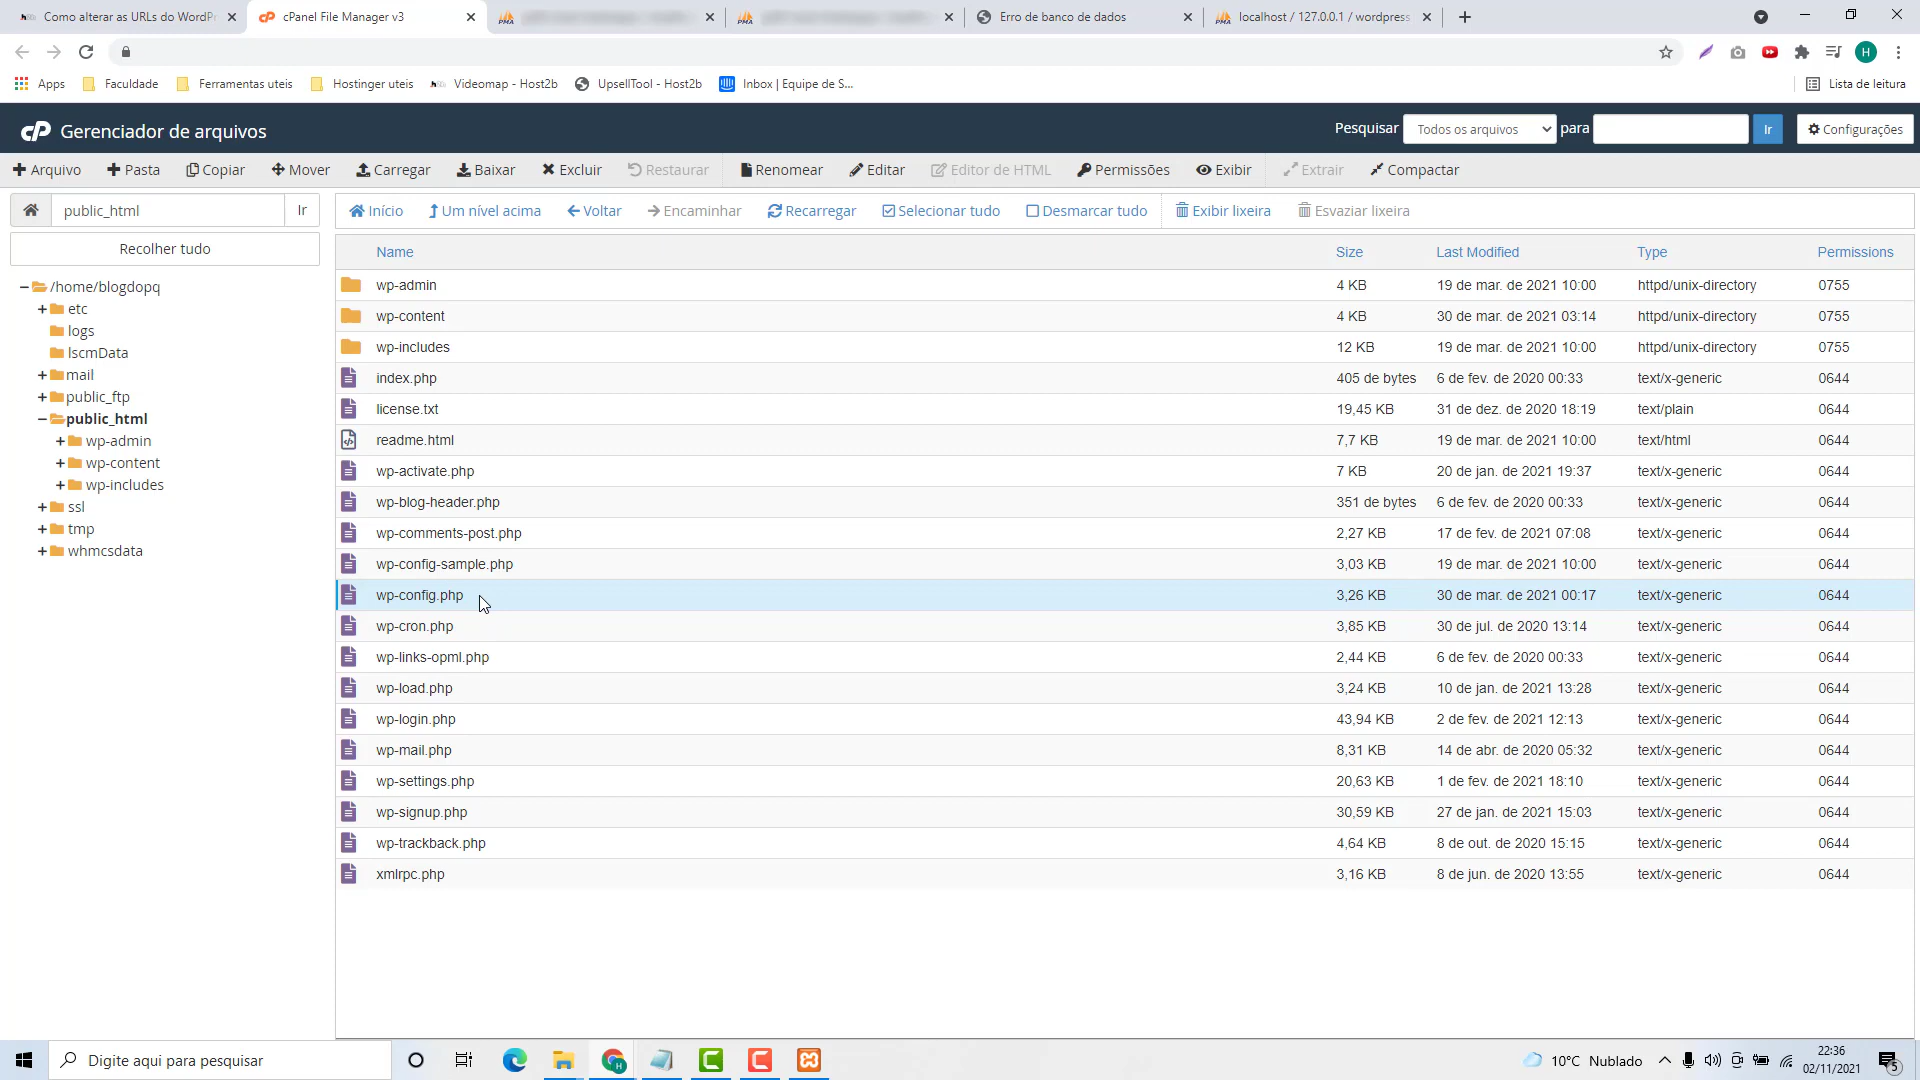 Como alterar as URLs do WordPr
cPanel File Manager v3
Erro de banco de dados
localhost / 127.0.0.1 / wordpress
Apps
Faculdade
Ferramentas uteis
Hostinger uteis
Videomap - Host2b
UpsellTool - Host2b
Inbox | Equipe de S...
Lista de leitura
cP Gerenciador de arquivos
Pesquisar Todos os arquivos para Ir Configurações
Arquivo Pasta Copiar Mover Carregar Baixar Excluir Restaurar Renomear Editar Editor de HTML Permissões Exibir Extrair Compactar
public_html Ir
Início Um nível acima Voltar Encaminhar Recarregar Selecionar tudo Desmarcar tudo Exibir lixeira Esvaziar lixeira
Recolher tudo
/home/blogdopq
etc
logs
lscmData
mail
public_ftp
public_html
wp-admin
wp-content
wp-includes
ssl
tmp
whmcsdata
Name Size Last Modified Type Permissions
wp-admin 4 KB 19 de mar. de 2021 10:00 httpd/unix-directory 0755
wp-content 4 KB 30 de mar. de 2021 03:14 httpd/unix-directory 0755
wp-includes 12 KB 19 de mar. de 2021 10:00 httpd/unix-directory 0755
index.php 405 de bytes 6 de fev. de 2020 00:33 text/x-generic 0644
license.txt 19,45 KB 31 de dez. de 2020 18:19 text/plain 0644
readme.html 7,7 KB 19 de mar. de 2021 10:00 text/html 0644
wp-activate.php 7 KB 20 de jan. de 2021 19:37 text/x-generic 0644
wp-blog-header.php 351 de bytes 6 de fev. de 2020 00:33 text/x-generic 0644
wp-comments-post.php 2,27 KB 17 de fev. de 2021 07:08 text/x-generic 0644
wp-config-sample.php 3,03 KB 19 de mar. de 2021 10:00 text/x-generic 0644
wp-config.php 3,26 KB 30 de mar. de 2021 00:17 text/x-generic 0644
wp-cron.php 3,85 KB 30 de jul. de 2020 13:14 text/x-generic 0644
wp-links-opml.php 2,44 KB 6 de fev. de 2020 00:33 text/x-generic 0644
wp-load.php 3,24 KB 10 de jan. de 2021 13:28 text/x-generic 0644
wp-login.php 43,94 KB 2 de fev. de 2021 12:13 text/x-generic 0644
wp-mail.php 8,31 KB 14 de abr. de 2020 05:32 text/x-generic 0644
wp-settings.php 20,63 KB 1 de fev. de 2021 18:10 text/x-generic 0644
wp-signup.php 30,59 KB 27 de jan. de 2021 15:03 text/x-generic 0644
wp-trackback.php 4,64 KB 8 de out. de 2020 15:15 text/x-generic 0644
xmlrpc.php 3,16 KB 8 de jun. de 2020 13:55 text/x-generic 0644
Digite aqui para pesquisar
10°C Nublado
22:36
02/11/2021
5